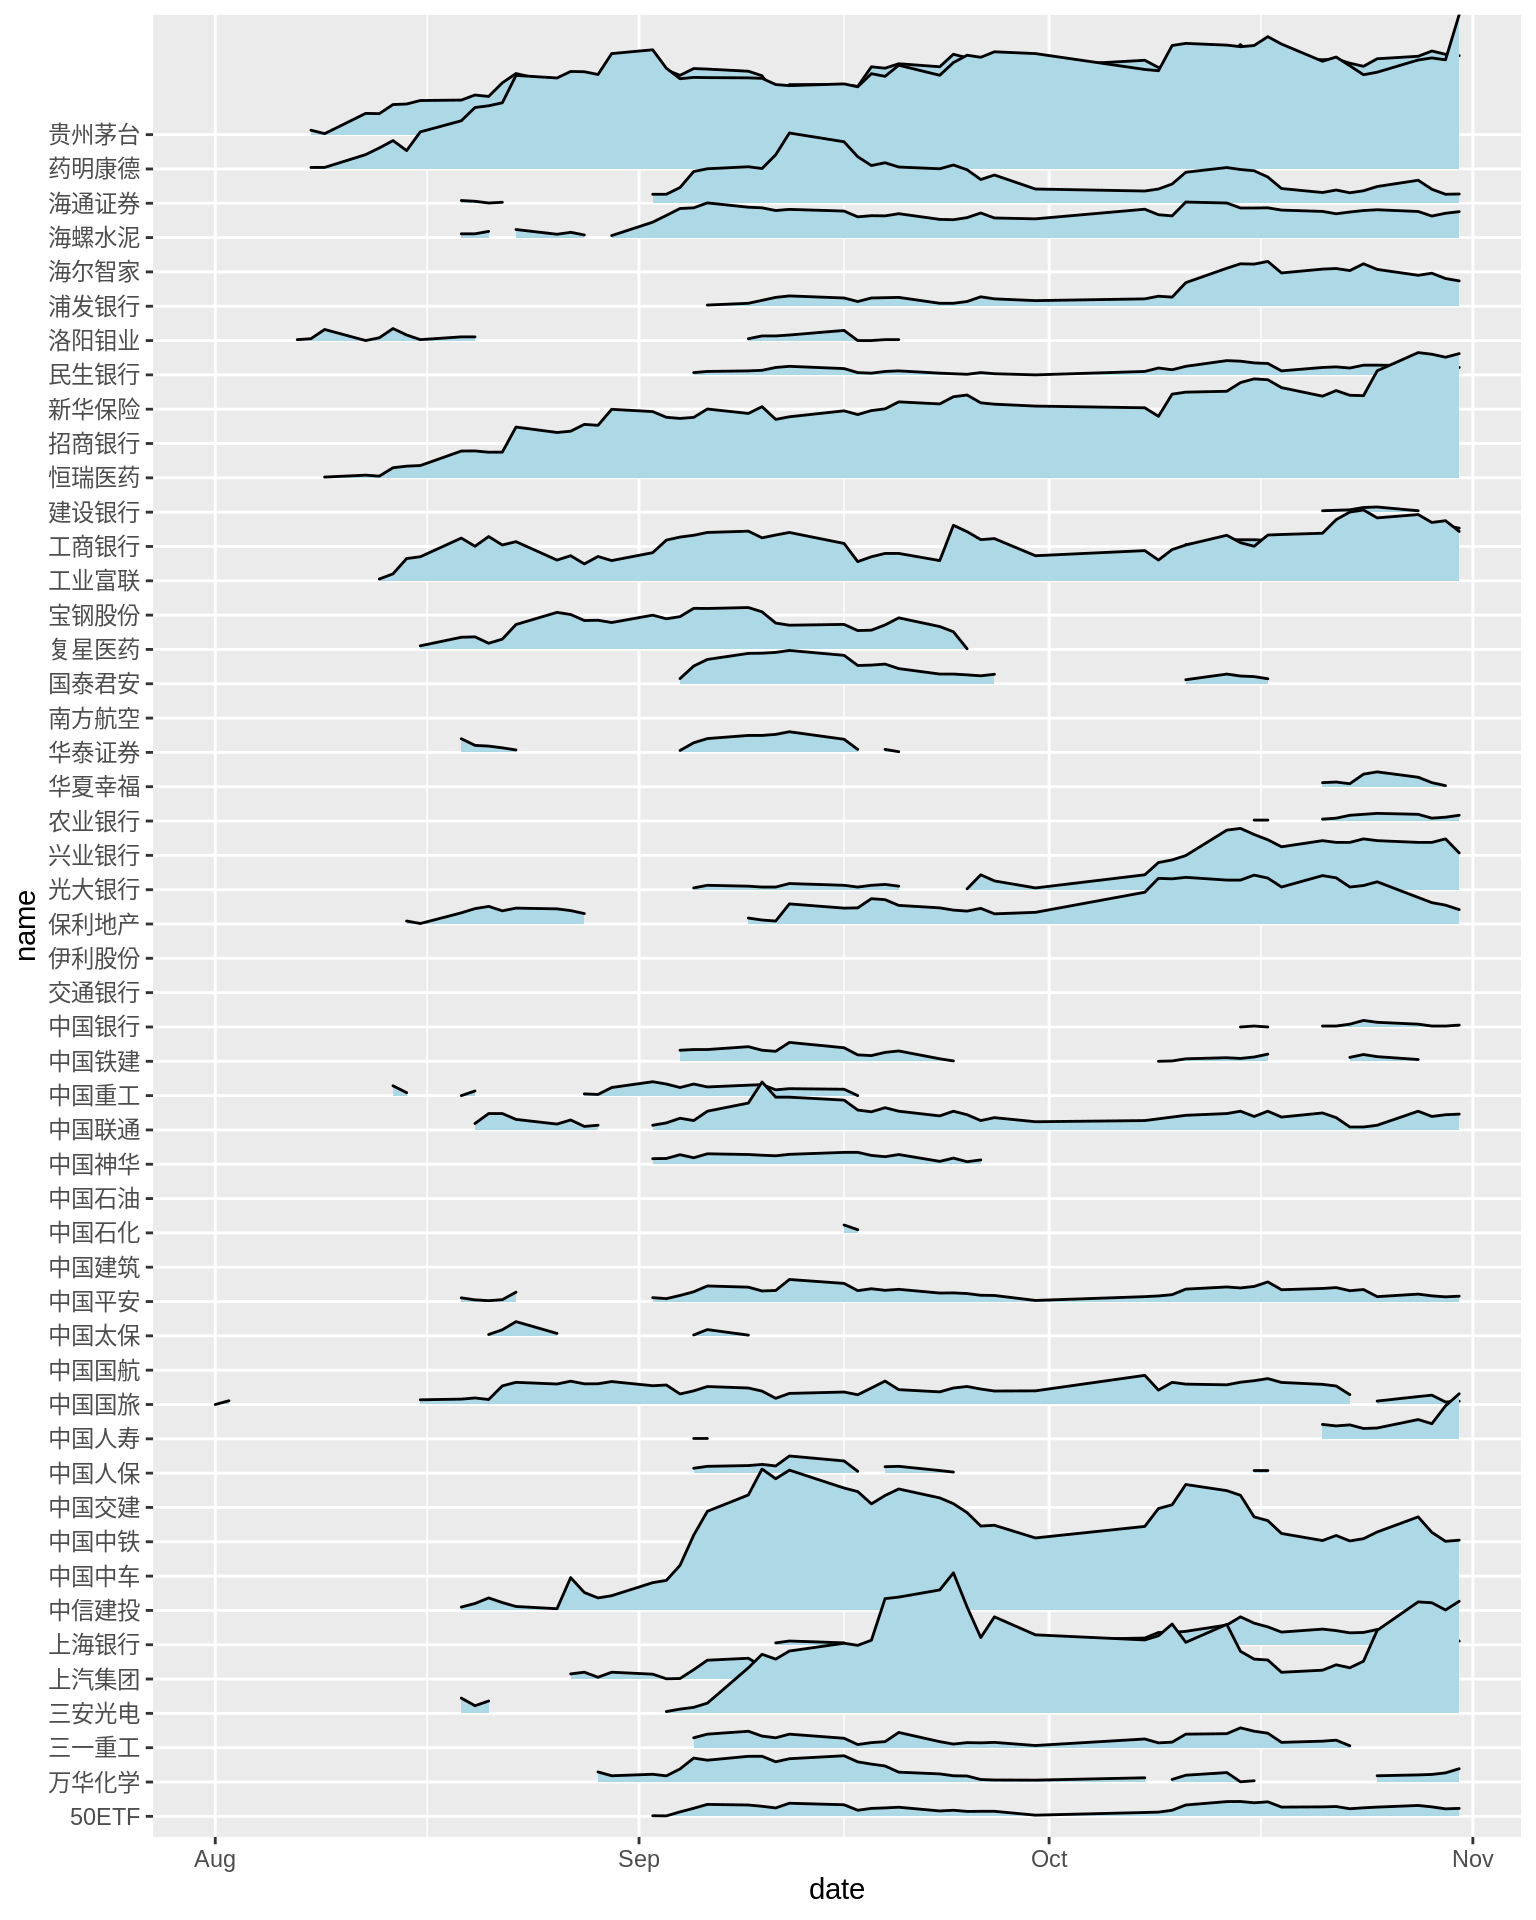 贵州茅台
药明康德
海通证券
海螺水泥
海尔智家
浦发银行
洛阳钼业
民生银行
新华保险
招商银行
恒瑞医药
建设银行
工商银行
工业富联
宝钢股份
复星医药
国泰君安
南方航空
华泰证券
华夏幸福
农业银行
兴业银行
光大银行
保利地产
伊利股份
交通银行
中国银行
中国铁建
中国重工
中国联通
中国神华
中国石油
中国石化
中国建筑
中国平安
中国太保
中国国航
中国国旅
中国人寿
中国人保
中国交建
中国中铁
中国中车
中信建投
上海银行
上汽集团
三安光电
三一重工
万华化学
50ETF
name
Aug Sep Oct Nov
date